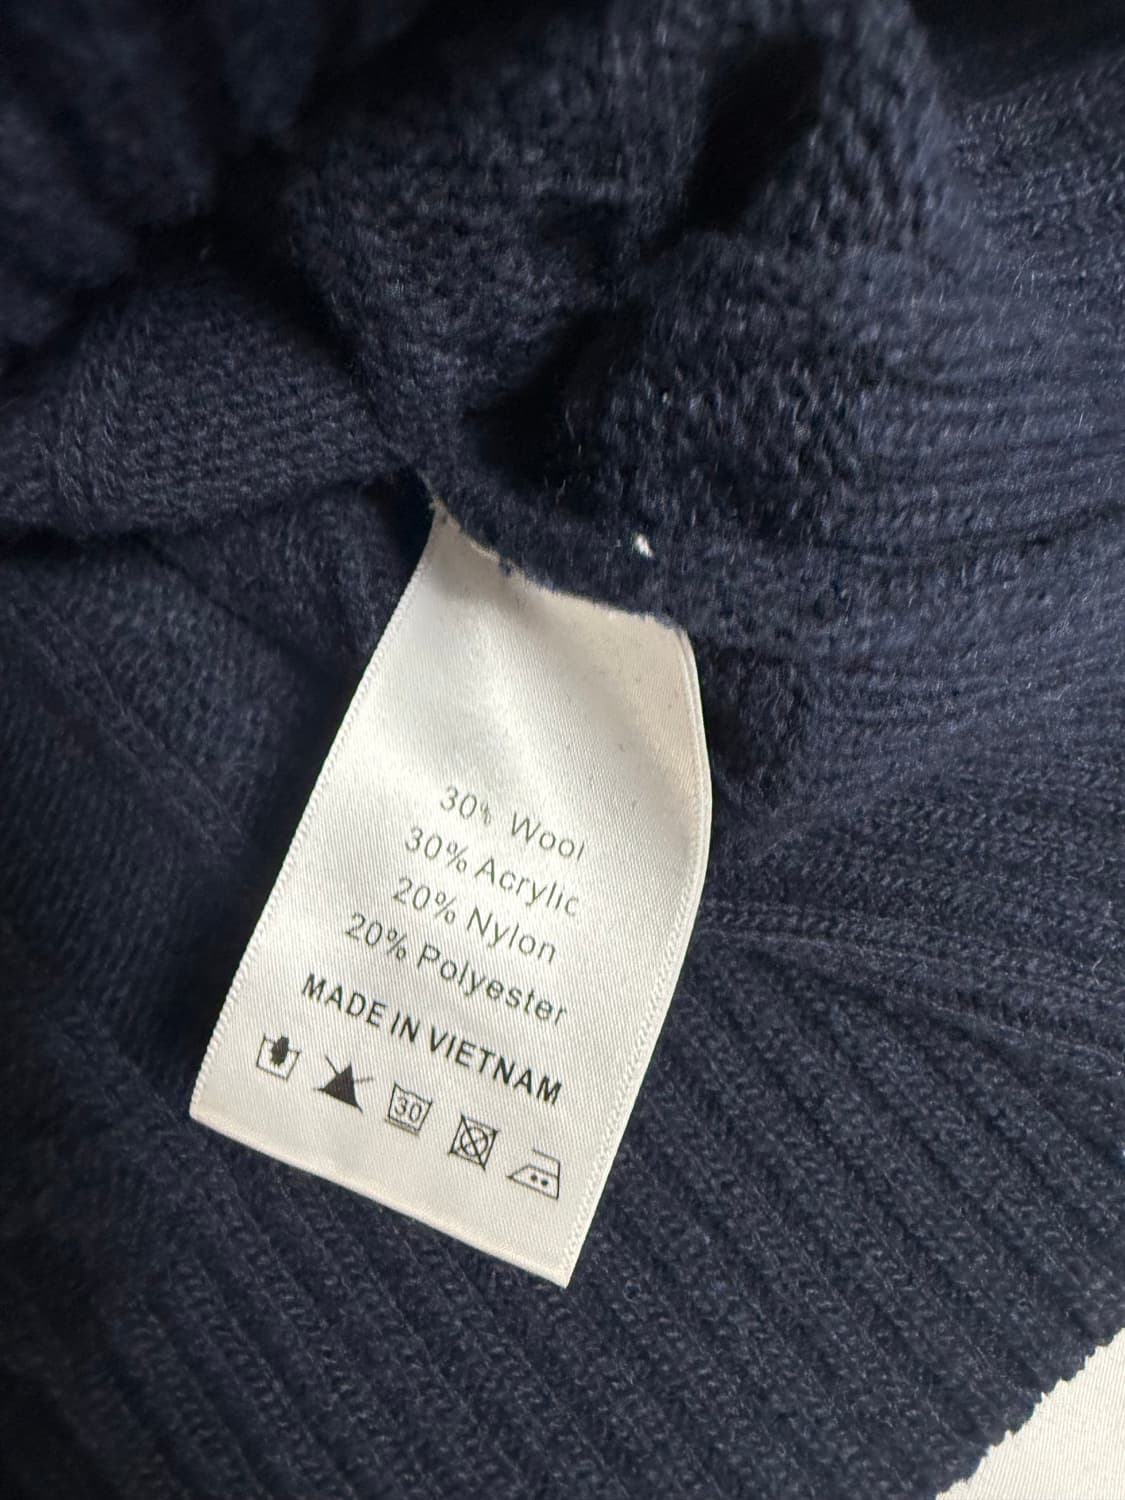 30% Wool
30% Acrylic
20% Nylon
20% Polyester
MADE IN VIETNAM
30